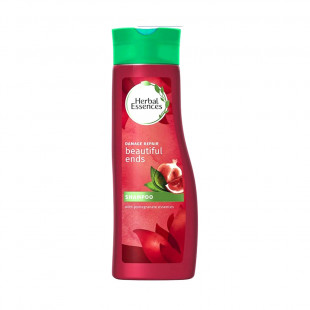 Herbal
Essences
DAMAGE REPAIR
beautiful
ends
SHAMPOO
with pomegranate essences